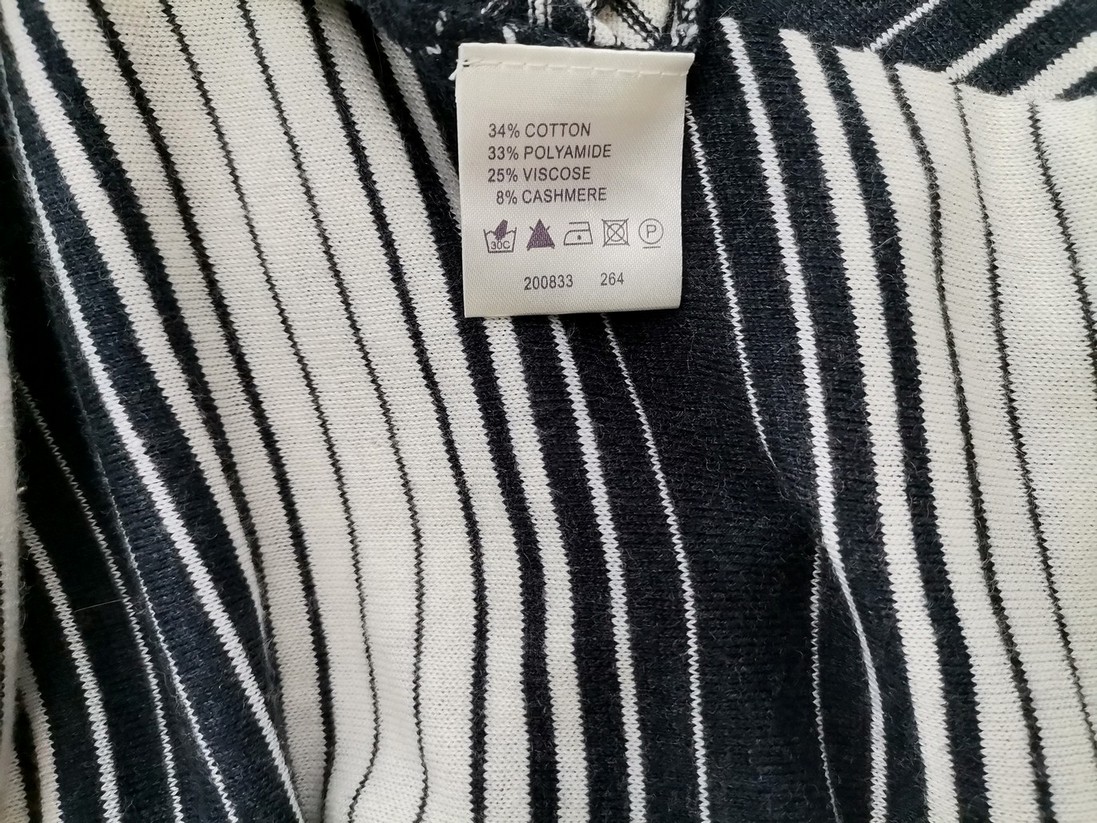 34% COTTON
33% POLYAMIDE
25% VISCOSE
8% CASHMERE
30C P
200833 264